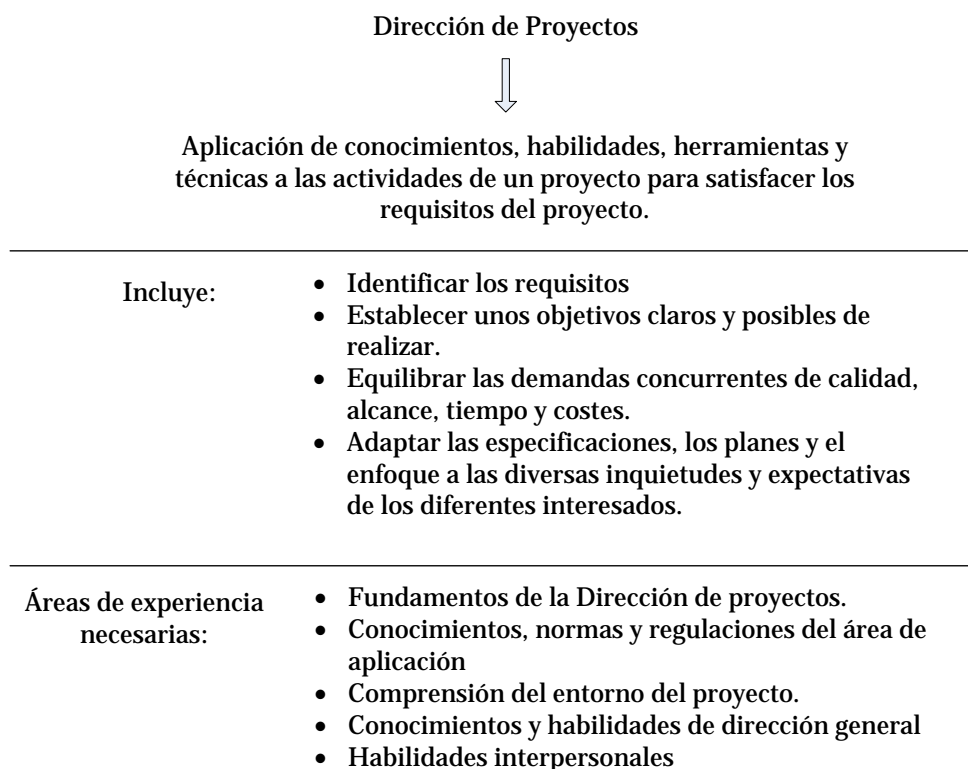 Dirección de Proyectos
Aplicación de conocimientos, habilidades, herramientas y
técnicas a las actividades de un proyecto para satisfacer los
requisitos del proyecto.
Incluye:
• Identificar los requisitos
• Establecer unos objetivos claros y posibles de
realizar.
• Equilibrar las demandas concurrentes de calidad,
alcance, tiempo y costes.
• Adaptar las especificaciones, los planes y el
enfoque a las diversas inquietudes y expectativas
de los diferentes interesados.
Áreas de experiencia
necesarias:
• Fundamentos de la Dirección de proyectos.
• Conocimientos, normas y regulaciones del área de
aplicación
• Comprensión del entorno del proyecto.
• Conocimientos y habilidades de dirección general
• Habilidades interpersonales